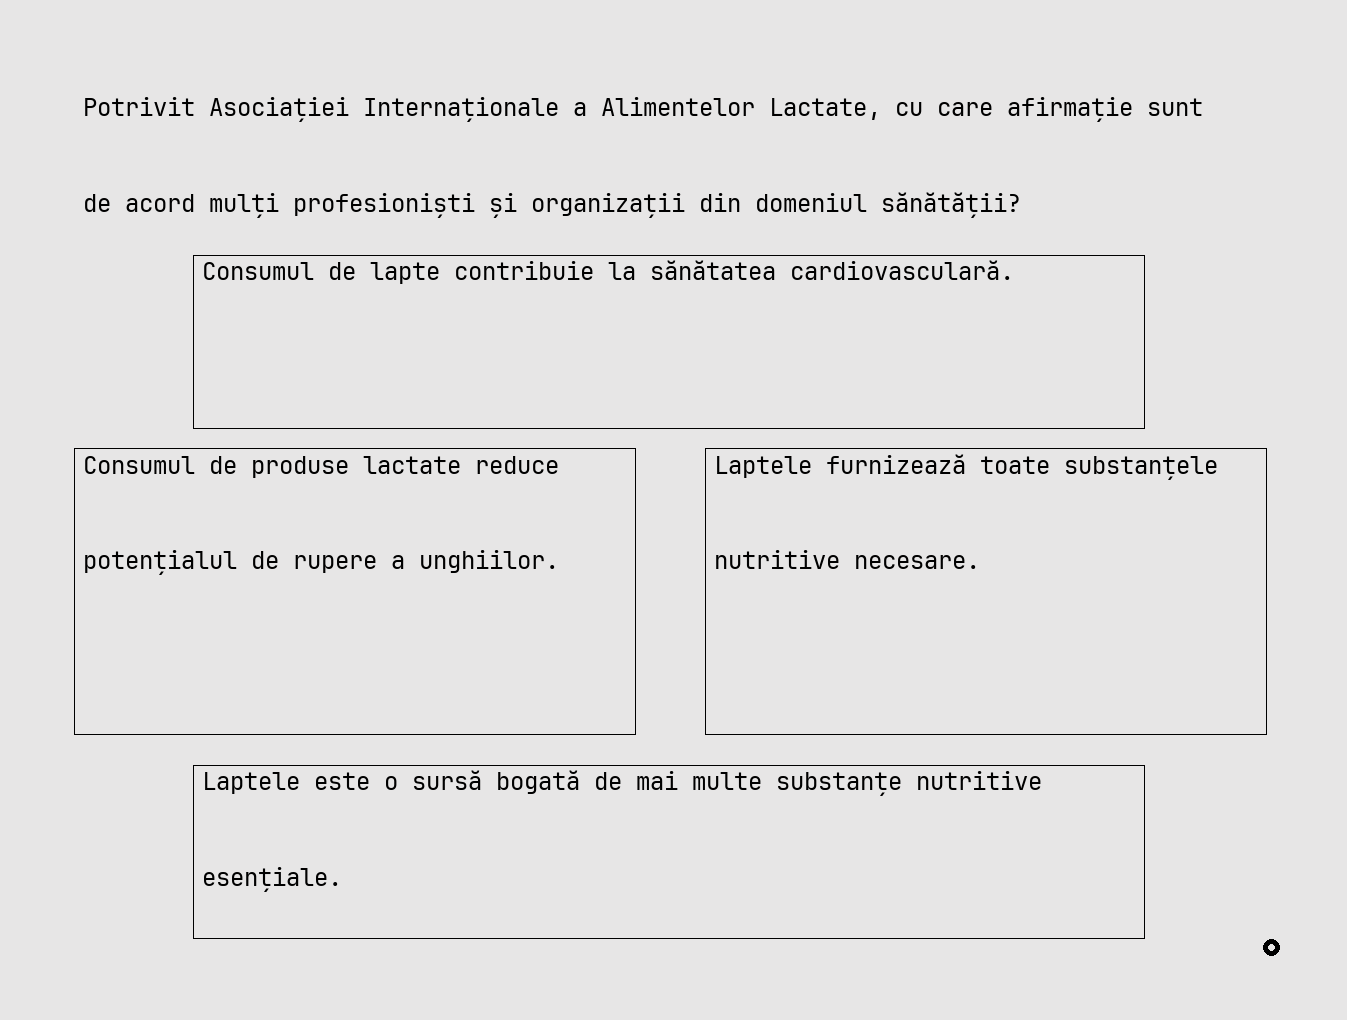 Potrivit Asociației Internaționale a Alimentelor Lactate, cu care afirmație sunt
de acord mulți profesioniști și organizații din domeniul sănătății?
Consumul de lapte contribuie la sănătatea cardiovasculară.
Consumul de produse lactate reduce
potențialul de rupere a unghiilor.
Laptele furnizează toate substanțele
nutritive necesare.
Laptele este o sursă bogată de mai multe substanțe nutritive
esențiale.